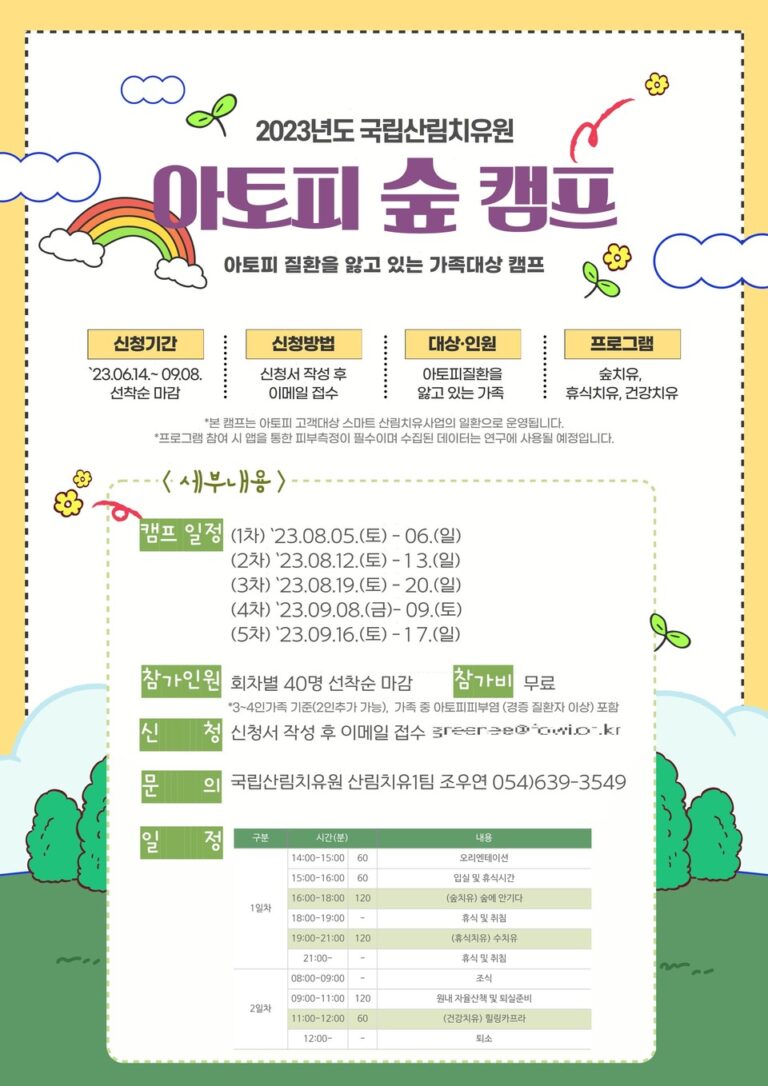 2023년도 국립산림치유원
아토피 숲 캠프
아토피 질환을 앓고 있는 가족대상 캠프
신청기간
`23.06.14.~ 09.08.
선착순 마감
신청방법
신청서 작성 후
이메일 접수
대상·인원
아토피질환을
앓고 있는 가족
프로그램
숲치유,
휴식치유, 건강치유
*본 캠프는 아토피 고객대상 스마트 산림치유사업의 일환으로 운영됩니다.
*프로그램 참여 시 앱을 통한 피부측정이 필수이며 수집된 데이터는 연구에 사용될 예정입니다.
< 세부내용 >
캠프 일정 (1차) `23.08.05.(토) - 06.(일)
(2차) `23.08.12.(토) - 13.(일)
(3차) `23.08.19.(토) - 20.(일)
(4차) `23.09.08.(금)- 09.(토)
(5차) `23.09.16.(토) - 17.(일)
참가인원 회차별 40명 선착순 마감 참가비 무료
*3~4인가족 기준(2인추가 가능), 가족 중 아토피피부염 (경증 질환자 이상) 포함
신 청 신청서 작성 후 이메일 접수
문 의 국립산림치유원 산림치유1팀 조우연 054)639-3549
일 정
구분 시간(분) 내용
1일차
14:00-15:00 60 오리엔테이션
15:00-16:00 60 입실 및 휴식시간
16:00-18:00 120 (숲치유) 숲에 안기다
18:00-19:00 - 휴식 및 취침
19:00-21:00 120 (휴식치유) 수치유
21:00- - 휴식 및 취침
2일차
08:00-09:00 - 조식
09:00-11:00 120 원내 자율산책 및 퇴실준비
11:00-12:00 60 (건강치유) 힐링카프라
12:00- - 퇴소